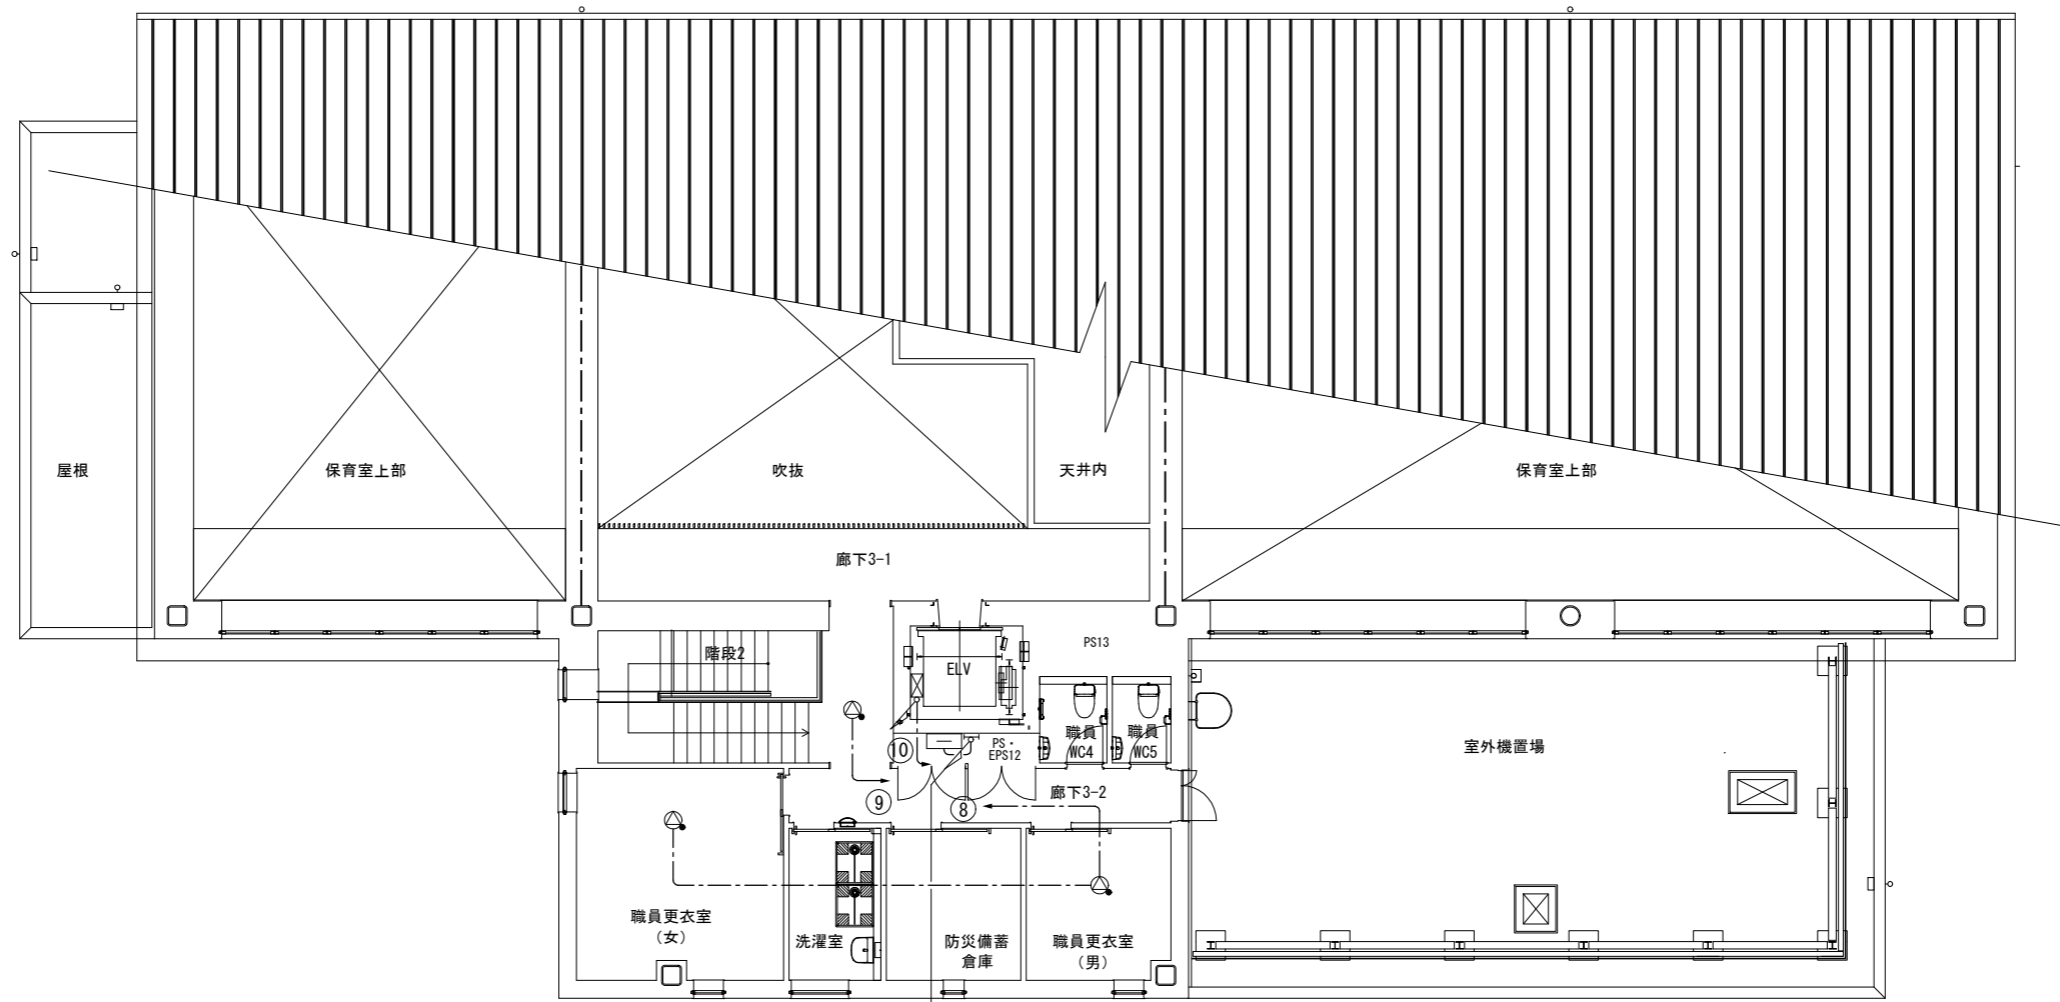 屋根
保育室上部
吹抜
天井内
保育室上部
廊下3-1
階段2
ELV
PS13
職員
WC4
職員
WC5
PS・
EPS12
⑩
⑨
⑧
廊下3-2
室外機置場
職員更衣室
(女)
洗濯室
防災備蓄
倉庫
職員更衣室
(男)